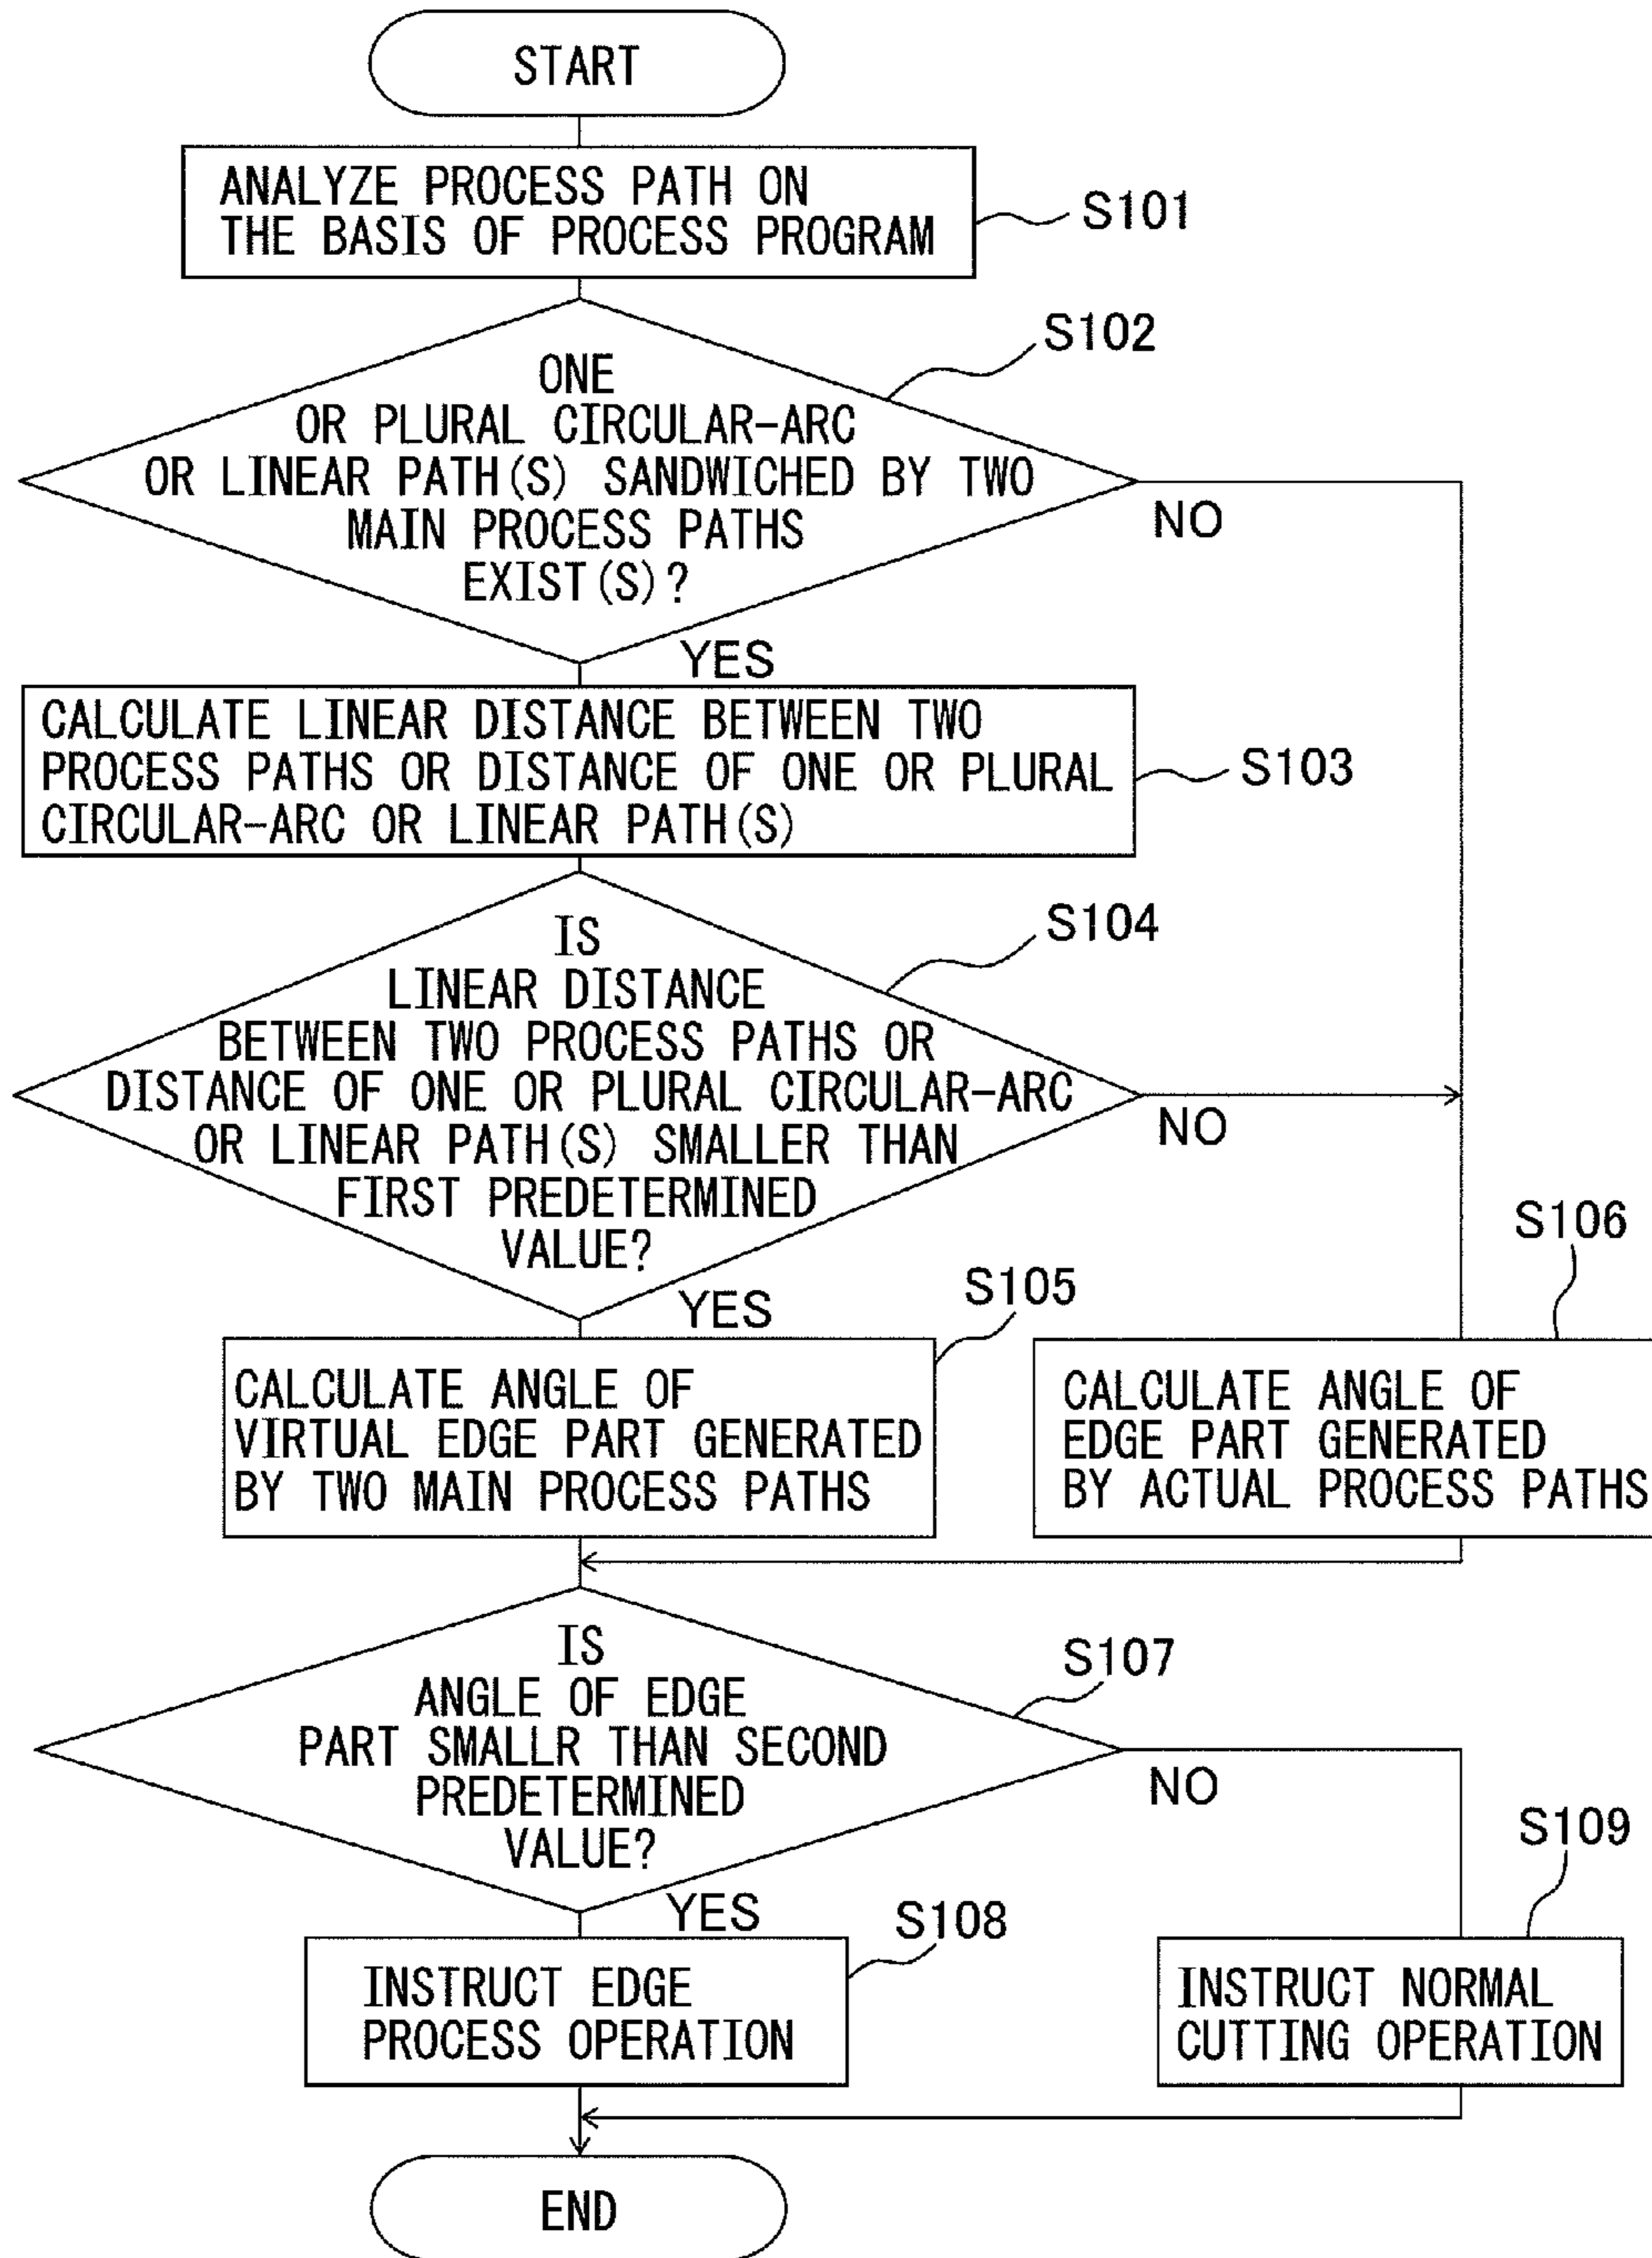 START
ANALYZE PROCESS PATH ON
THE BASIS OF PROCESS PROGRAM
S101
S102
ONE
OR PLURAL CIRCULAR-ARC
OR LINEAR PATH(S) SANDWICHED BY TWO
MAIN PROCESS PATHS
EXIST(S)?
NO
YES
CALCULATE LINEAR DISTANCE BETWEEN TWO
PROCESS PATHS OR DISTANCE OF ONE OR PLURAL
CIRCULAR-ARC OR LINEAR PATH(S)
S103
S104
IS
LINEAR DISTANCE
BETWEEN TWO PROCESS PATHS OR
DISTANCE OF ONE OR PLURAL CIRCULAR-ARC
OR LINEAR PATH(S) SMALLER THAN
FIRST PREDETERMINED
VALUE?
NO
YES
S105
CALCULATE ANGLE OF
VIRTUAL EDGE PART GENERATED
BY TWO MAIN PROCESS PATHS
S106
CALCULATE ANGLE OF
EDGE PART GENERATED
BY ACTUAL PROCESS PATHS
S107
IS
ANGLE OF EDGE
PART SMALLR THAN SECOND
PREDETERMINED
VALUE?
NO
YES
S108
INSTRUCT EDGE
PROCESS OPERATION
S109
INSTRUCT NORMAL
CUTTING OPERATION
END